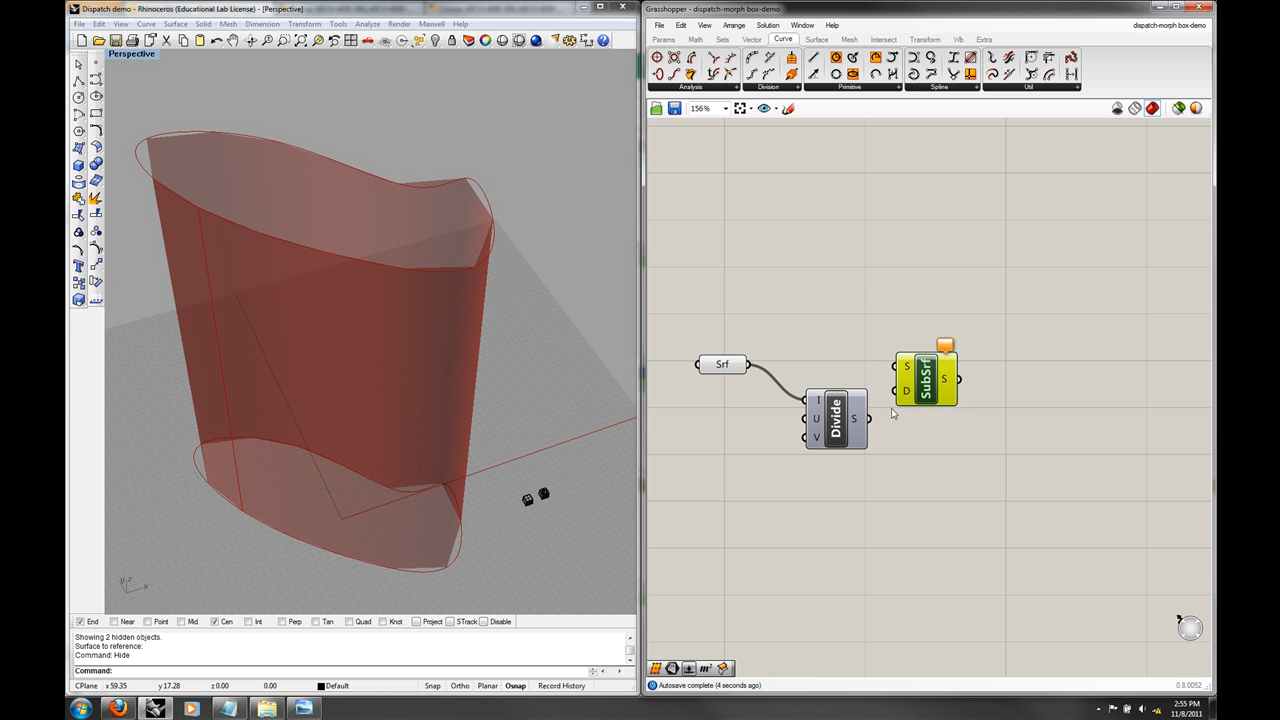 Dispatch demo - Rhinoceros (Educational Lab License) - [Perspective]
File Edit View Curve Surface Solid Mesh Dimension Transform Tools Analyze Render Maxwell Help
Perspective
End Near Point Mid Cen Int Perp Tan Quad Knot Project STrack Disable
Showing 2 hidden objects.
Surface to reference:
Command: Hide
Command:
CPlane x 59.35 y 17.28 z 0.00 0.00 Default Snap Ortho Planar Osnap Record History
Grasshopper - dispatch-morph box-demo
File Edit View Arrange Solution Window Help dispatch-morph box-demo
Params Math Sets Vector Curve Surface Mesh Intersect Transform Wb Extra
Analysis Division Primitive Spline Util
156%
Srf
I U V Divide S
S D SubSrf S
m²
Autosave complete (4 seconds ago) 0.8.0052
2:55 PM
11/8/2011